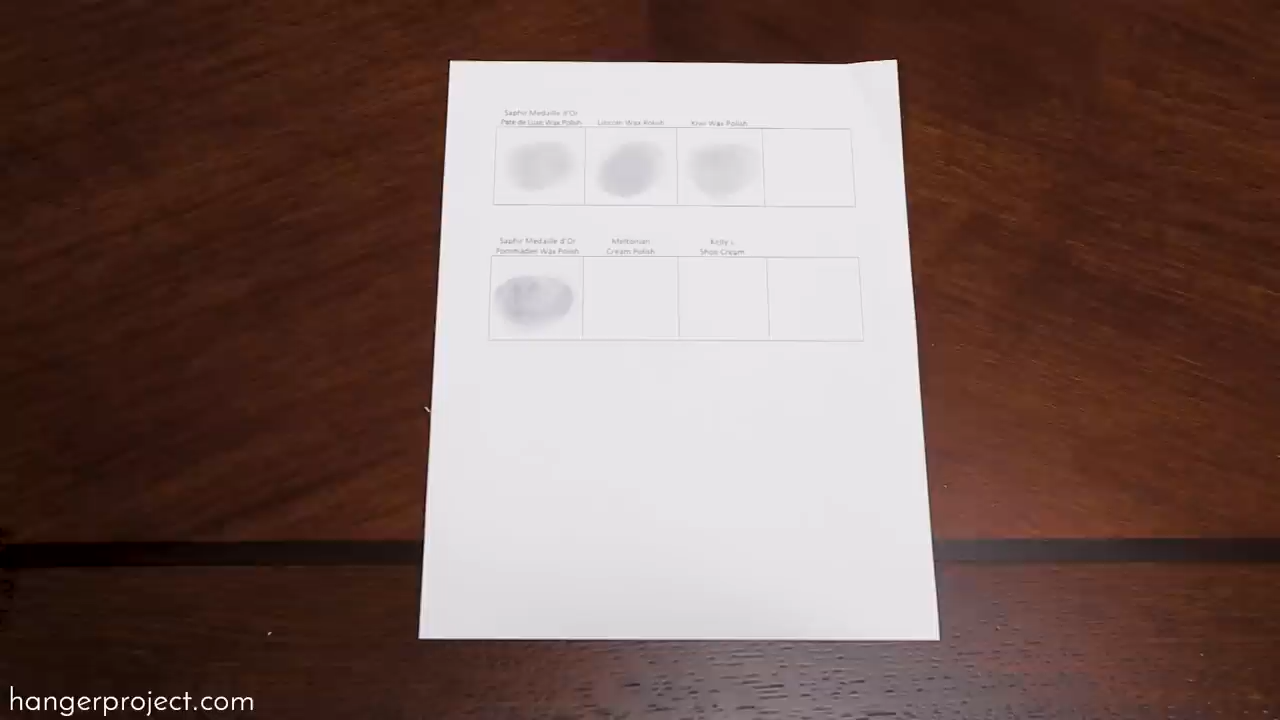 Saphir Medaille d'Or
Pate de Luxe Wax Polish
Lincoln Wax Polish
Kiwi Wax Polish
Saphir Medaille d'Or
Pommadier Wax Polish
Meltonian
Cream Polish
Kelly's
Shoe Cream
hangerproject.com